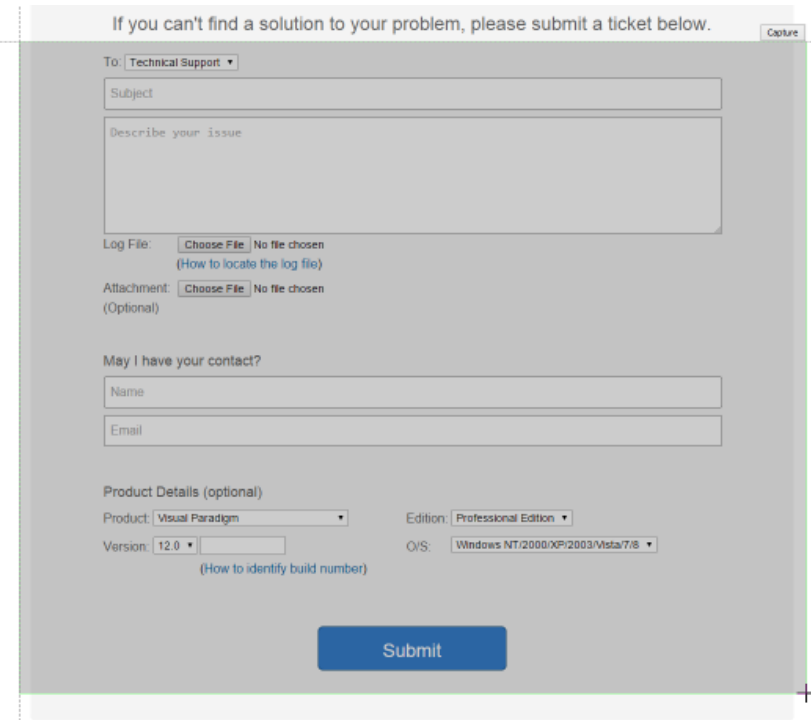 If you can't find a solution to your problem, please submit a ticket below.
Capture
To: Technical Support
Subject
Describe your issue
Log File: Choose File No file chosen
(How to locate the log file)
Attachment: Choose File No file chosen
(Optional)
May I have your contact?
Name
Email
Product Details (optional)
Product: Visual Paradigm Edition: Professional Edition
Version: 12.0 O/S: Windows NT/2000/XP/2003/Vista/7/8
(How to identify build number)
Submit